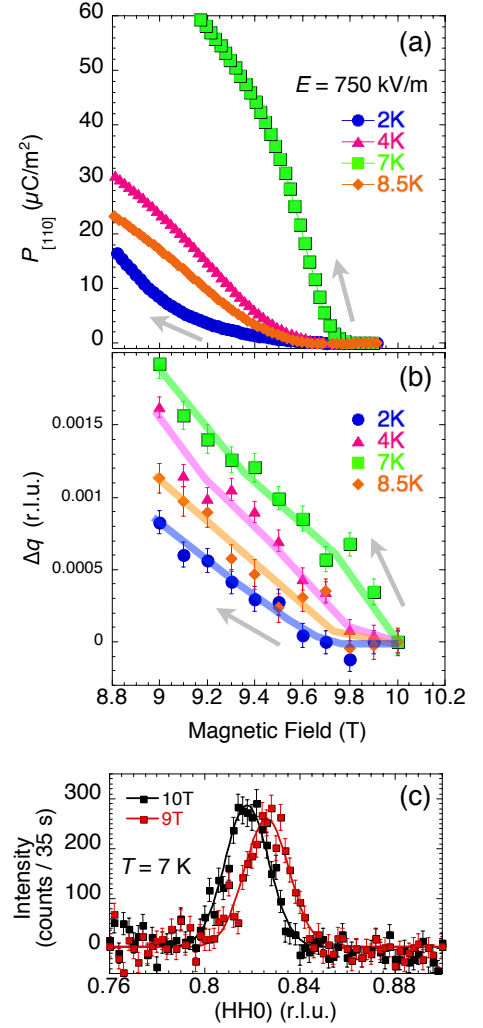 60
50
40
30
20
10
0
P[110] (μC/m²)
(a)
E = 750 kV/m
2K
4K
7K
8.5K
(b)
2K
4K
7K
8.5K
0.0015
0.001
0.0005
0
Δq (r.l.u.)
8.8 9 9.2 9.4 9.6 9.8 10 10.2
Magnetic Field (T)
(c)
10T
9T
T = 7 K
300
200
100
0
Intensity
(counts / 35 s)
0.76 0.8 0.84 0.88
(HH0) (r.l.u.)